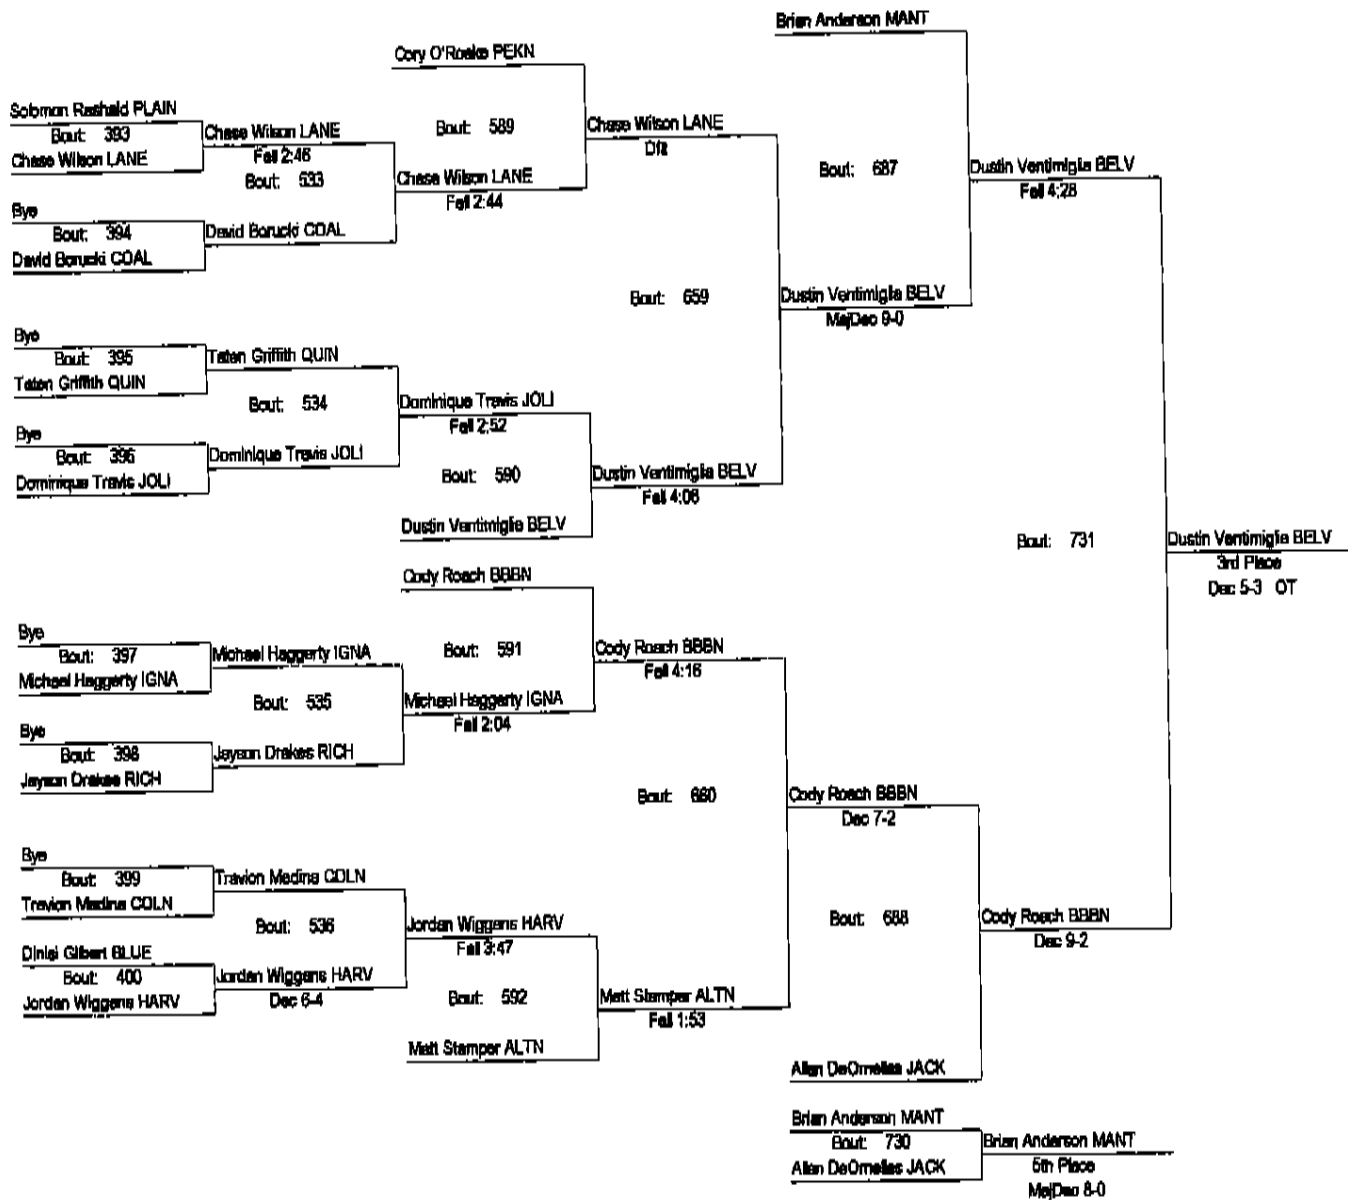 Brian Anderson MANT
Cory O'Roake PEKN
Solomon Rashaid PLAIN
Bout: 393
Chase Wilson LANE
Chase Wilson LANE
Fall 2:46
Bout: 533
Bout: 589
Chase Wilson LANE
Dflt
Chase Wilson LANE
Fall 2:44
Bout: 687
Dustin Ventimiglia BELV
Fall 4:28
Bye
Bout: 394
David Borucki COAL
David Borucki COAL
Bout: 659
Dustin Ventimiglia BELV
MajDec 9-0
Bye
Bout: 395
Taten Griffith QUIN
Taten Griffith QUIN
Bout: 534
Dominique Travis JOLI
Fall 2:52
Bye
Bout: 396
Dominique Travis JOLI
Dominique Travis JOLI
Bout: 590
Dustin Ventimiglia BELV
Fall 4:06
Dustin Ventimiglia BELV
Bout: 731
Dustin Ventimiglia BELV
3rd Place
Dec 5-3 OT
Cody Roach BBBN
Bye
Bout: 397
Michael Haggerty IGNA
Michael Haggerty IGNA
Bout: 591
Cody Roach BBBN
Fall 4:16
Bout: 535
Michael Haggerty IGNA
Fall 2:04
Bye
Bout: 398
Jayson Drakes RICH
Jayson Drakes RICH
Bout: 660
Cody Roach BBBN
Dec 7-2
Bye
Bout: 399
Travion Medina COLN
Travion Medina COLN
Bout: 536
Jordan Wiggens HARV
Fall 3:47
Bout: 688
Cody Roach BBBN
Dec 9-2
Dinisi Gilbert BLUE
Bout: 400
Jordan Wiggens HARV
Jordan Wiggens HARV
Dec 6-4
Bout: 592
Matt Stamper ALTN
Fall 1:53
Matt Stamper ALTN
Allan DeOrnellas JACK
Brian Anderson MANT
Bout: 730
Allan DeOrnellas JACK
Brian Anderson MANT
5th Place
MajDec 8-0